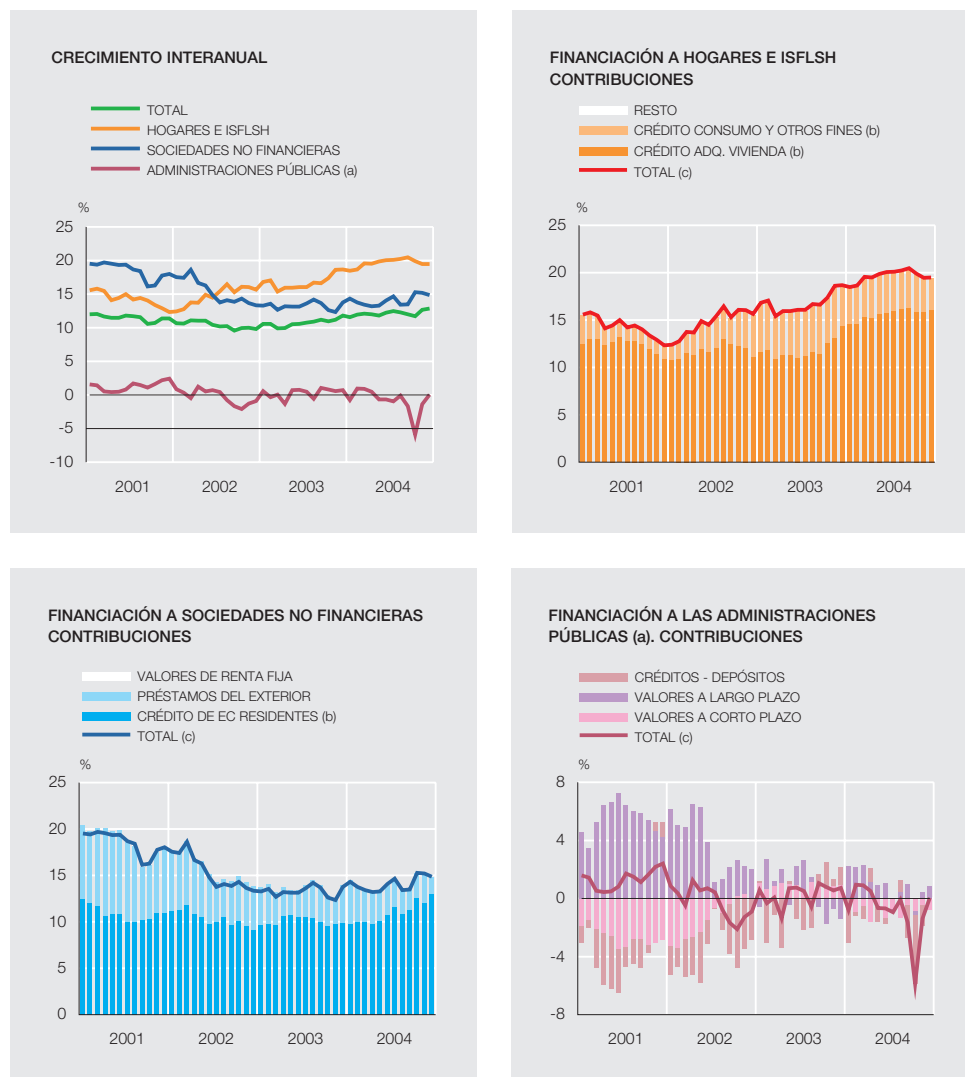 CRECIMIENTO INTERANUAL
TOTAL
HOGARES E ISFLSH
SOCIEDADES NO FINANCIERAS
ADMINISTRACIONES PÚBLICAS (a)
%
25
20
15
10
5
0
-5
-10
2001 2002 2003 2004
FINANCIACIÓN A HOGARES E ISFLSH
CONTRIBUCIONES
RESTO
CRÉDITO CONSUMO Y OTROS FINES (b)
CRÉDITO ADQ. VIVIENDA (b)
TOTAL (c)
%
25
20
15
10
5
0
2001 2002 2003 2004
FINANCIACIÓN A SOCIEDADES NO FINANCIERAS
CONTRIBUCIONES
VALORES DE RENTA FIJA
PRÉSTAMOS DEL EXTERIOR
CRÉDITO DE EC RESIDENTES (b)
TOTAL (c)
%
25
20
15
10
5
0
2001 2002 2003 2004
FINANCIACIÓN A LAS ADMINISTRACIONES
PÚBLICAS (a). CONTRIBUCIONES
CRÉDITOS - DEPÓSITOS
VALORES A LARGO PLAZO
VALORES A CORTO PLAZO
TOTAL (c)
%
8
4
0
-4
-8
2001 2002 2003 2004